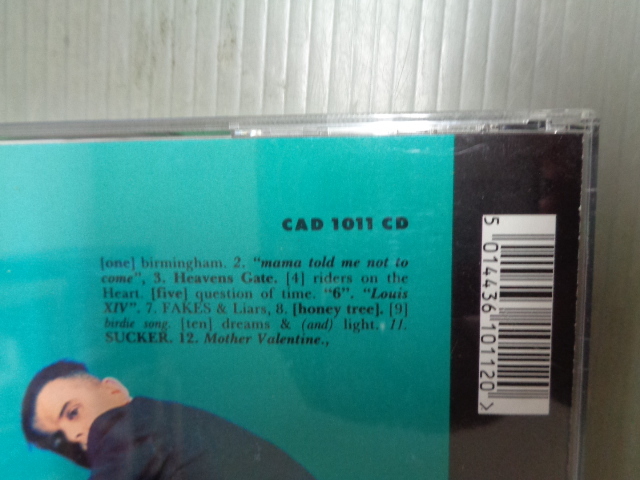 CAD 1011 CD
[one] birmingham. 2. “mama told me not to
come”, 3. Heavens Gate. [4] riders on the
Heart. [five] question of time. “6”. “Louis
XIV”. 7. FAKES & Liars, 8. [honey tree]. [9]
birdie song. [ten] dreams & (and) light. 11.
SUCKER. 12. Mother Valentine.,
5 014436 101120 >